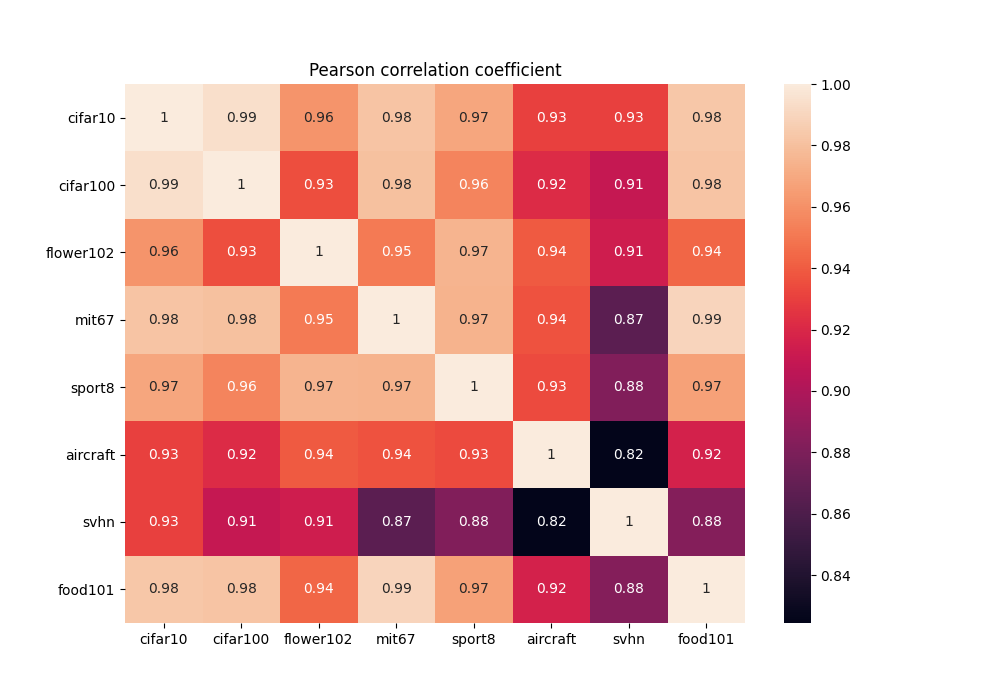 Pearson correlation coefficient
cifar10 1 0.99 0.96 0.98 0.97 0.93 0.93 0.98
cifar100 0.99 1 0.93 0.98 0.96 0.92 0.91 0.98
flower102 0.96 0.93 1 0.95 0.97 0.94 0.91 0.94
mit67 0.98 0.98 0.95 1 0.97 0.94 0.87 0.99
sport8 0.97 0.96 0.97 0.97 1 0.93 0.88 0.97
aircraft 0.93 0.92 0.94 0.94 0.93 1 0.82 0.92
svhn 0.93 0.91 0.91 0.87 0.88 0.82 1 0.88
food101 0.98 0.98 0.94 0.99 0.97 0.92 0.88 1
cifar10 cifar100 flower102 mit67 sport8 aircraft svhn food101
1.00
0.98
0.96
0.94
0.92
0.90
0.88
0.86
0.84